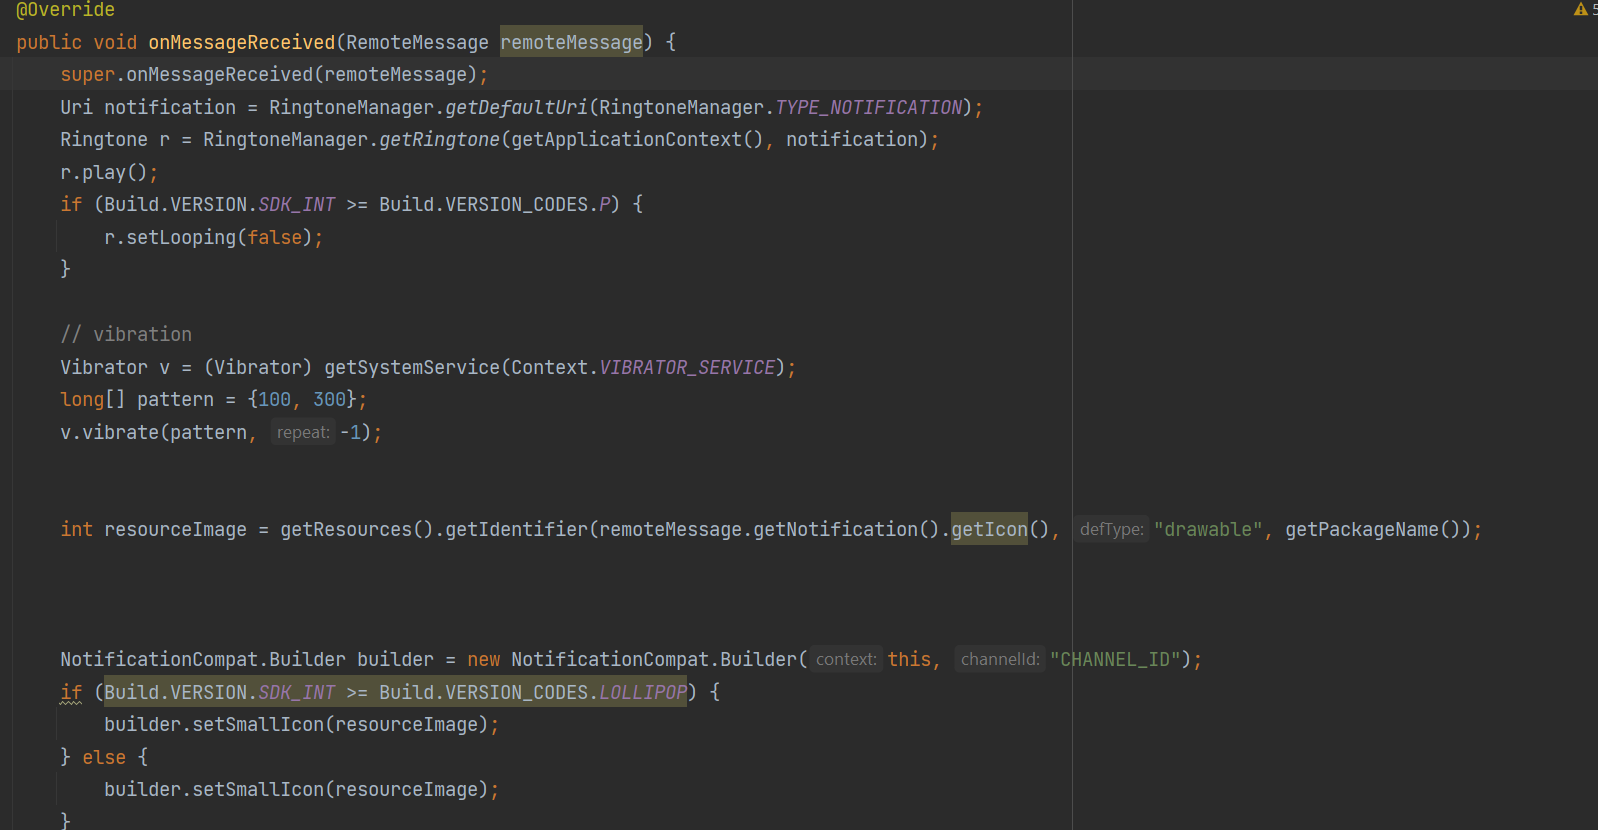 @Override
public void onMessageReceived(RemoteMessage remoteMessage) {
    super.onMessageReceived(remoteMessage);
    Uri notification = RingtoneManager.getDefaultUri(RingtoneManager.TYPE_NOTIFICATION);
    Ringtone r = RingtoneManager.getRingtone(getApplicationContext(), notification);
    r.play();
    if (Build.VERSION.SDK_INT >= Build.VERSION_CODES.P) {
        r.setLooping(false);
    }
    // vibration
    Vibrator v = (Vibrator) getSystemService(Context.VIBRATOR_SERVICE);
    long[] pattern = {100, 300};
    v.vibrate(pattern, repeat: -1);
    int resourceImage = getResources().getIdentifier(remoteMessage.getNotification().getIcon(), defType: "drawable", getPackageName());
    NotificationCompat.Builder builder = new NotificationCompat.Builder( context: this, channelId: "CHANNEL_ID");
    if (Build.VERSION.SDK_INT >= Build.VERSION_CODES.LOLLIPOP) {
        builder.setSmallIcon(resourceImage);
    } else {
        builder.setSmallIcon(resourceImage);
    }